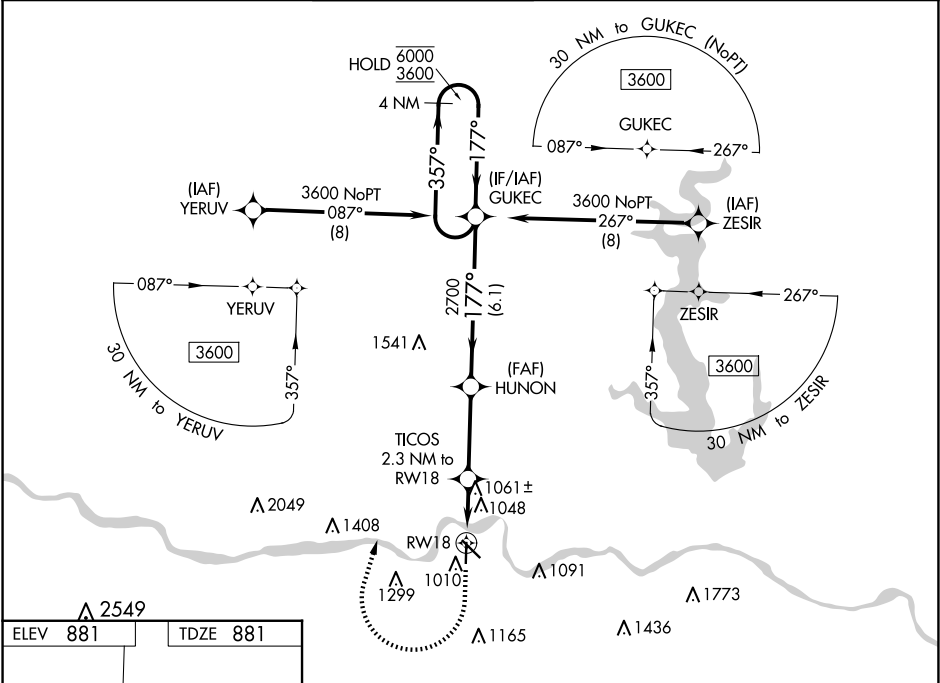 30 NM to GUKEC (NoPT)
3600
GUKEC
087°
267°
HOLD 6000
3600
4 NM
357°
177°
(IAF)
YERUV
3600 NoPT
087°
(8)
(IF/IAF)
GUKEC
3600 NoPT
267°
(8)
(IAF)
ZESIR
087°
YERUV
3600
357°
30 NM to YERUV
2700
177°
(6.1)
267°
ZESIR
3600
357°
30 NM to ZESIR
1541
(FAF)
HUNON
TICOS
2.3 NM to
RW18
1061±
1048
2049
1408
RW18
1010
1299
1091
1773
1165
1436
2549
ELEV 881
TDZE 881